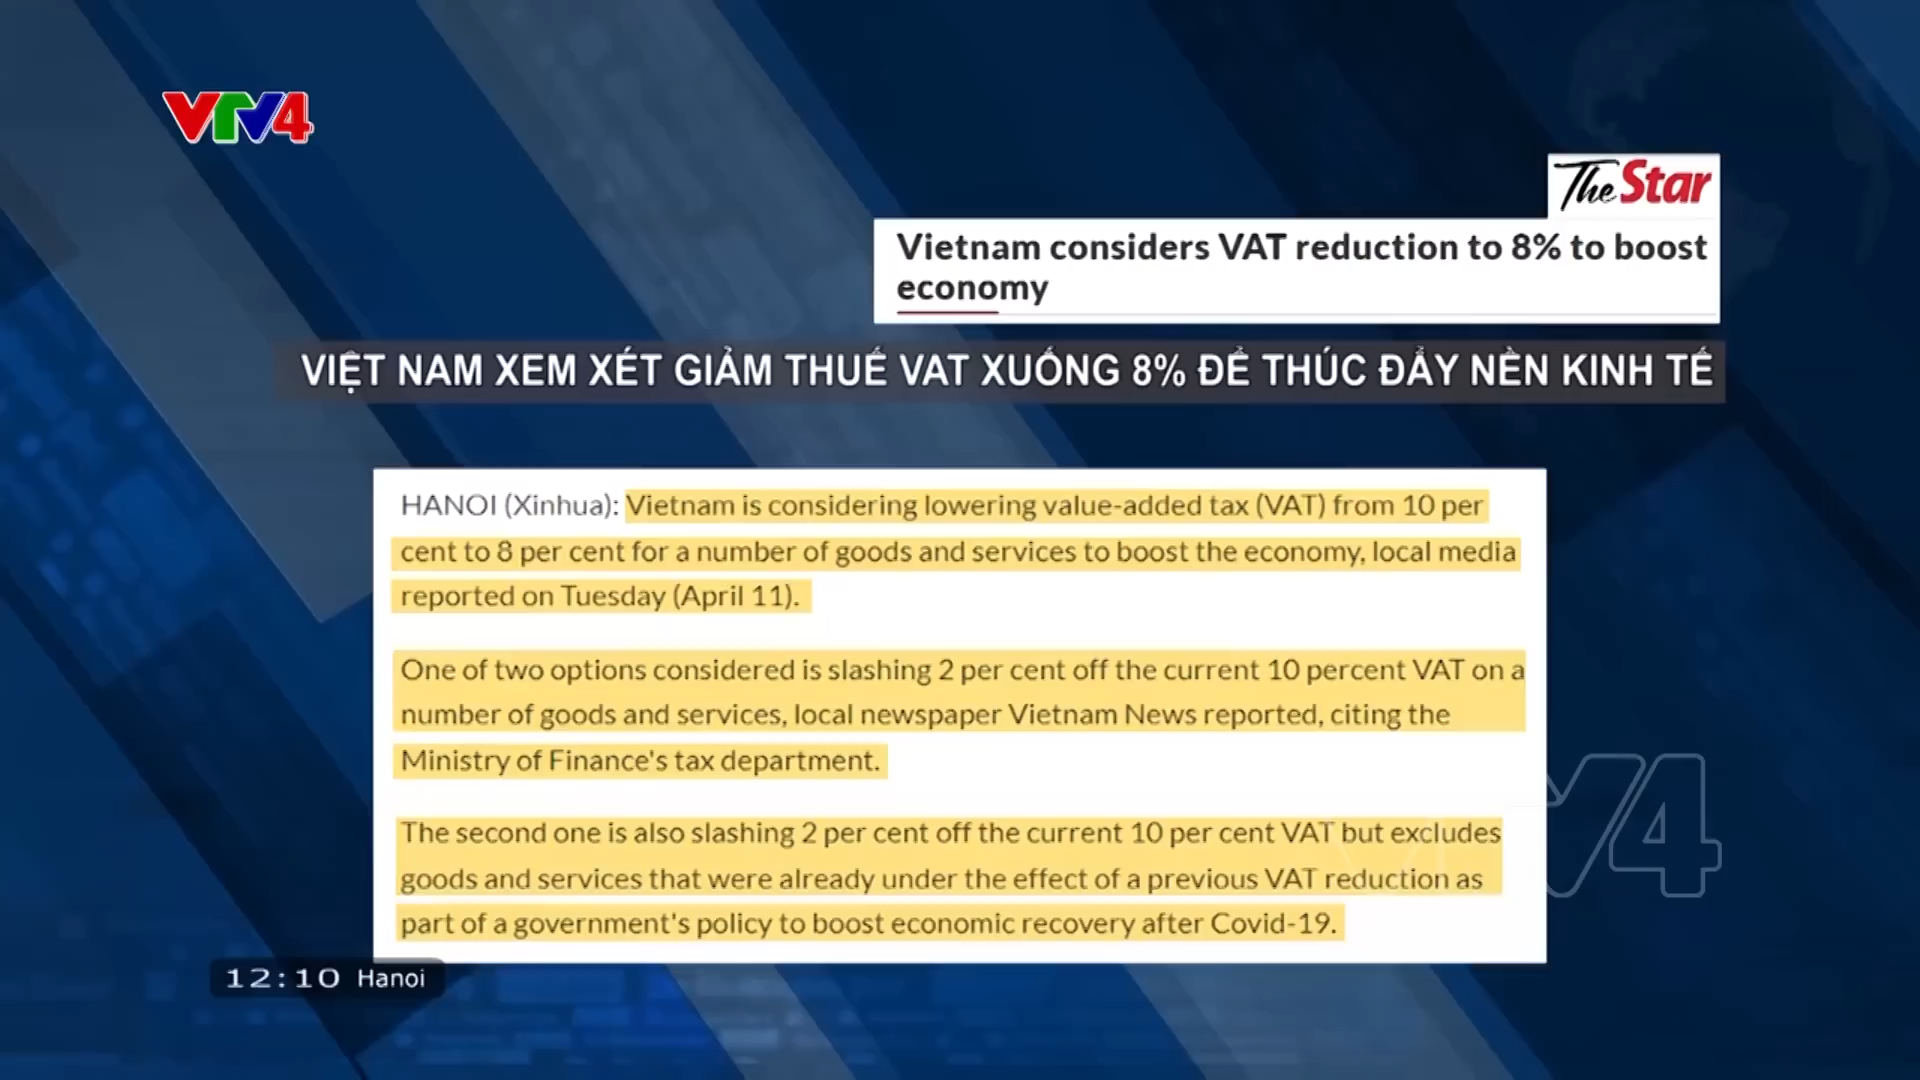 VTV4
The Star
Vietnam considers VAT reduction to 8% to boost
economy
VIỆT NAM XEM XÉT GIẢM THUẾ VAT XUỐNG 8% ĐỂ THÚC ĐẨY NỀN KINH TẾ
HANOI (Xinhua): Vietnam is considering lowering value-added tax (VAT) from 10 per
cent to 8 per cent for a number of goods and services to boost the economy, local media
reported on Tuesday (April 11).
One of two options considered is slashing 2 per cent off the current 10 percent VAT on a
number of goods and services, local newspaper Vietnam News reported, citing the
Ministry of Finance's tax department.
The second one is also slashing 2 per cent off the current 10 per cent VAT but excludes
goods and services that were already under the effect of a previous VAT reduction as
part of a government's policy to boost economic recovery after Covid-19.
VTV4
12:10 Hanoi